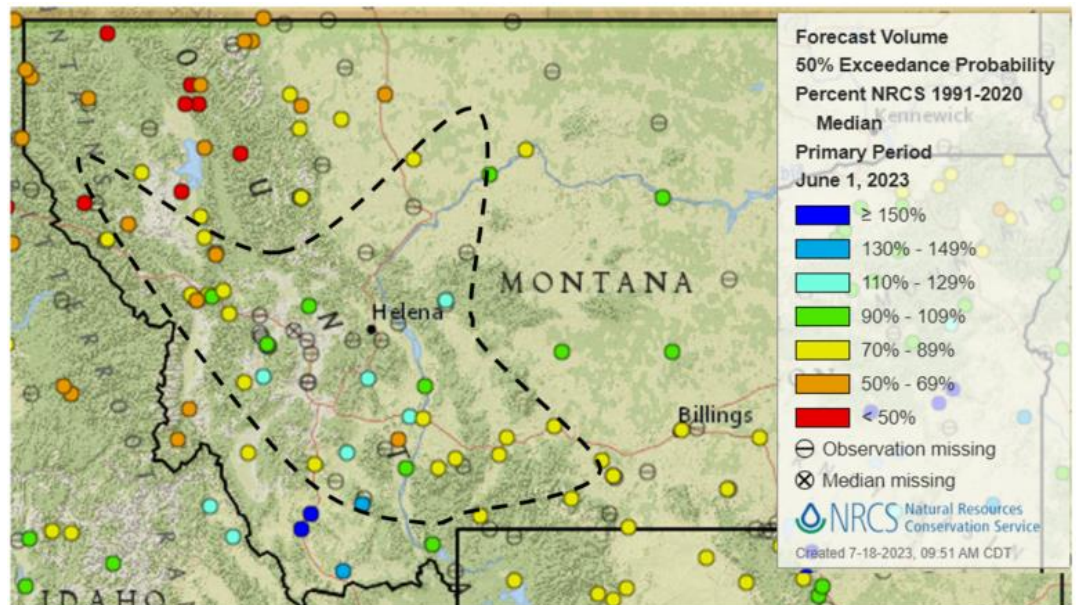 Forecast Volume
50% Exceedance Probability
Percent NRCS 1991-2020
Median
Kennewick
Primary Period
June 1, 2023
≥ 150%
130% - 149%
110% - 129%
90% - 109%
70% - 89%
50% - 69%
< 50%
Observation missing
Median missing
NRCS Natural Resources
Conservation Service
Created 7-18-2023, 09:51 AM CDT
MONTANA
Helena
Billings
IDAHO